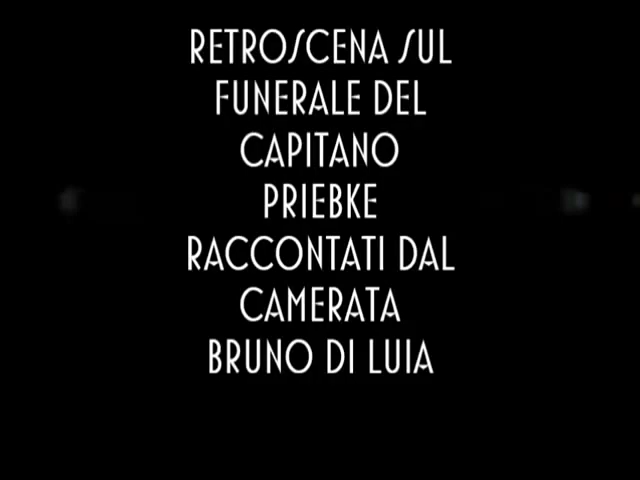 RETROSCENA SUL
FUNERALE DEL
CAPITANO
PRIEBKE
RACCONTATI DAL
CAMERATA
BRUNO DI LUIA